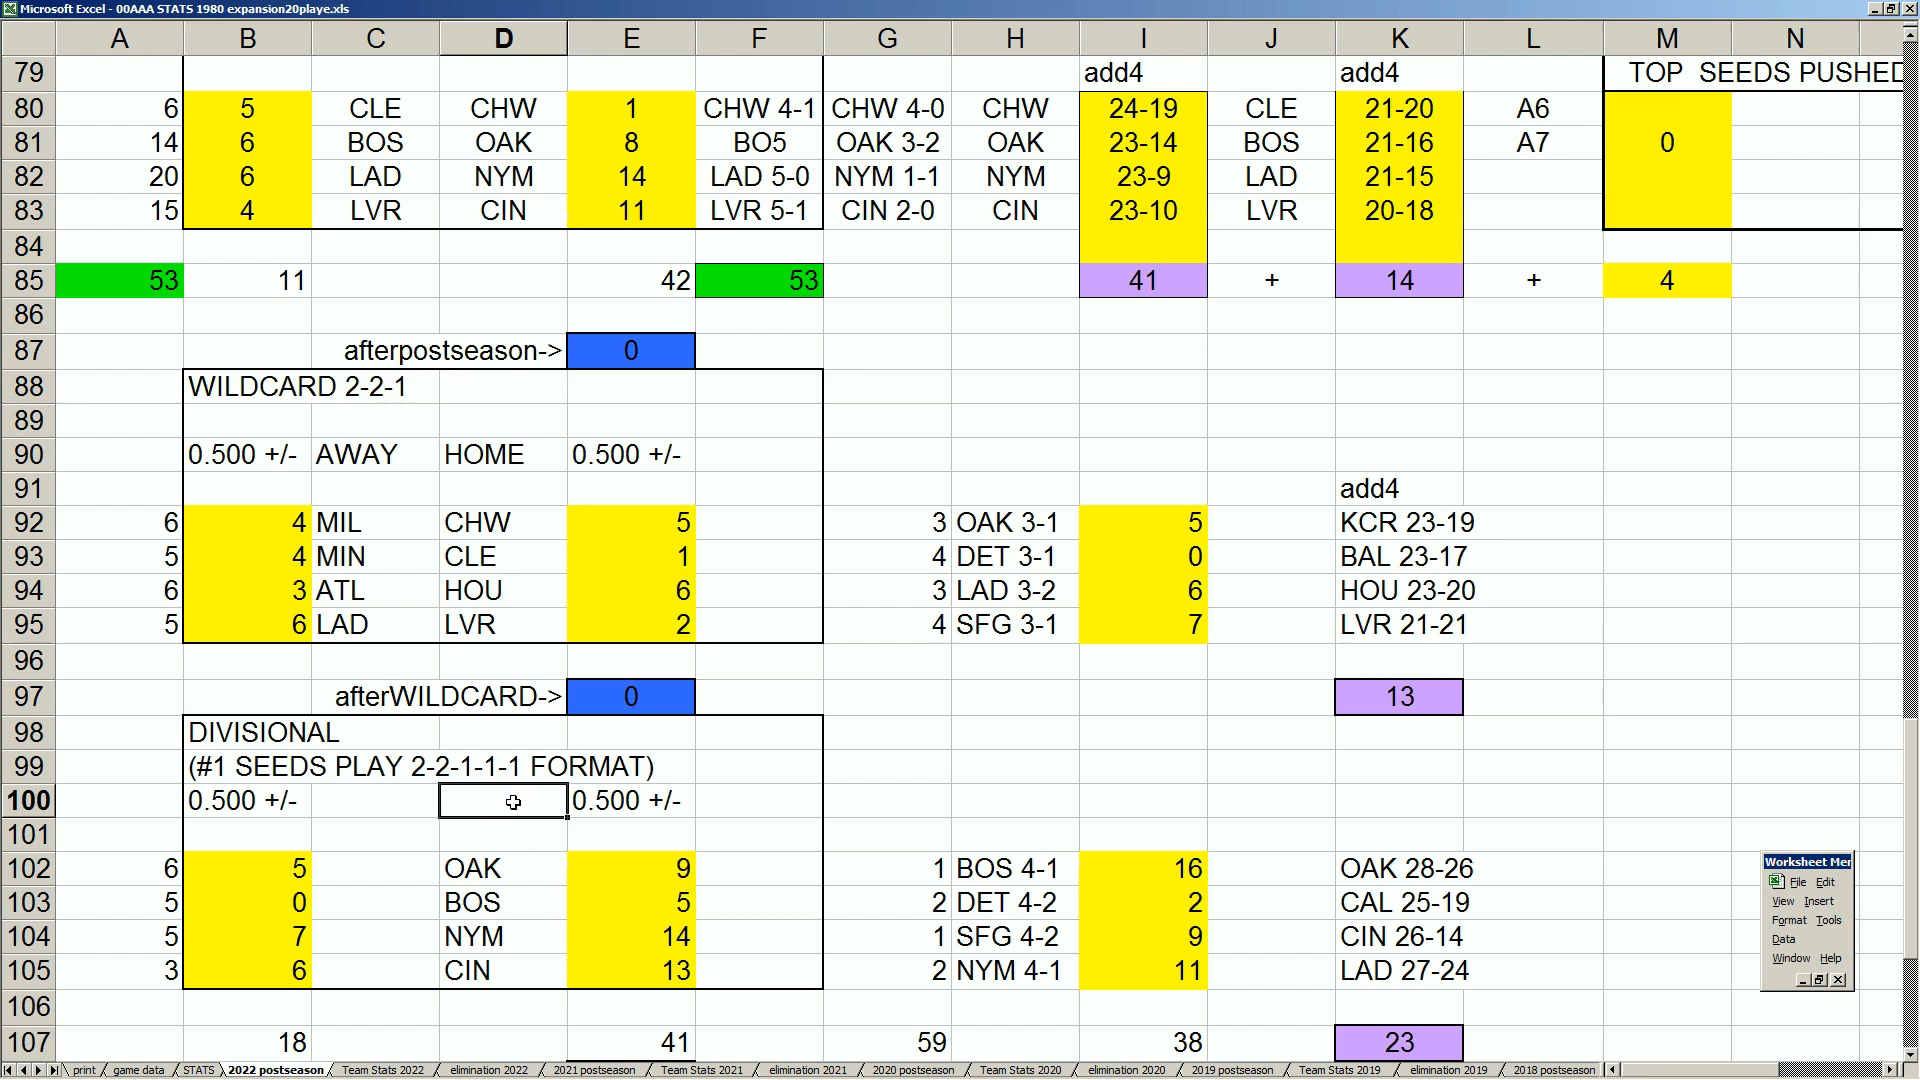 Microsoft Excel - 00AAA STATS 1980 expansion20playe.xls
A B C D E F G H I J K L M N
79 add4 add4 TOP SEEDS PUSHED
80 6 5 CLE CHW 1 CHW 4-1 CHW 4-0 CHW 24-19 CLE 21-20 A6
81 14 6 BOS OAK 8 BO5 OAK 3-2 OAK 23-14 BOS 21-16 A7 0
82 20 6 LAD NYM 14 LAD 5-0 NYM 1-1 NYM 23-9 LAD 21-15
83 15 4 LVR CIN 11 LVR 5-1 CIN 2-0 CIN 23-10 LVR 20-18
84
85 53 11 42 53 41 + 14 + 4
86
87 afterpostseason-> 0
88 WILDCARD 2-2-1
89
90 0.500 +/- AWAY HOME 0.500 +/-
91 add4
92 6 4 MIL CHW 5 3 OAK 3-1 5 KCR 23-19
93 5 4 MIN CLE 1 4 DET 3-1 0 BAL 23-17
94 6 3 ATL HOU 6 3 LAD 3-2 6 HOU 23-20
95 5 6 LAD LVR 2 4 SFG 3-1 7 LVR 21-21
96
97 afterWILDCARD-> 0 13
98 DIVISIONAL
99 (#1 SEEDS PLAY 2-2-1-1-1 FORMAT)
100 0.500 +/- 0.500 +/-
101
102 6 5 OAK 9 1 BOS 4-1 16 OAK 28-26
103 5 0 BOS 5 2 DET 4-2 2 CAL 25-19
104 5 7 NYM 14 1 SFG 4-2 9 CIN 26-14
105 3 6 CIN 13 2 NYM 4-1 11 LAD 27-24
106
107 18 41 59 38 23
Worksheet Mer
File Edit
View Insert
Format Tools
Data
Window Help
print game data STATS 2022 postseason Team Stats 2022 elimination 2022 2021 postseason Team Stats 2021 elimination 2021 2020 postseason Team Stats 2020 elimination 2020 2019 postseason Team Stats 2019 elimination 2019 2018 postseason